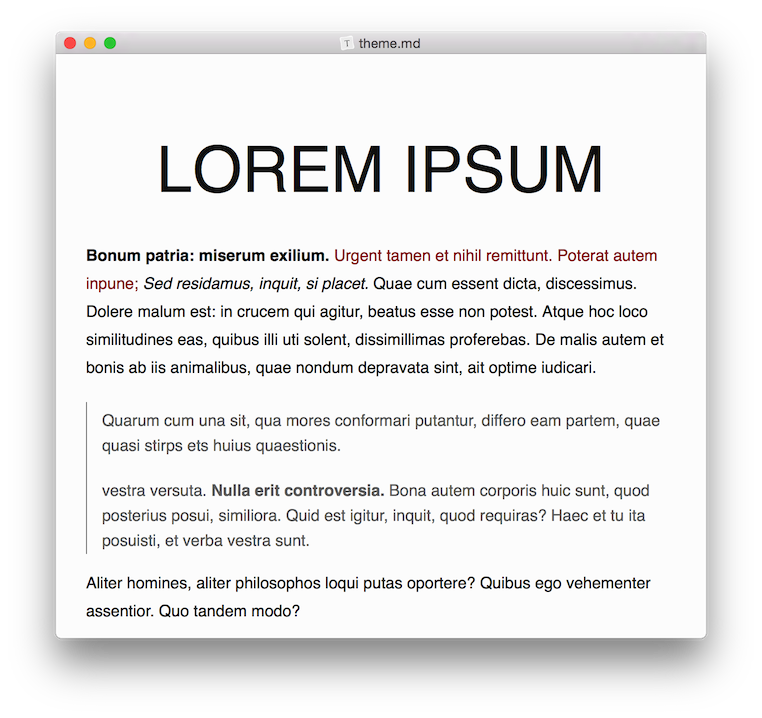 T theme.md
LOREM IPSUM
Bonum patria: miserum exilium. Urgent tamen et nihil remittunt. Poterat autem
inpune; Sed residamus, inquit, si placet. Quae cum essent dicta, discessimus.
Dolere malum est: in crucem qui agitur, beatus esse non potest. Atque hoc loco
similitudines eas, quibus illi uti solent, dissimillimas proferebas. De malis autem et
bonis ab iis animalibus, quae nondum depravata sint, ait optime iudicari.
Quarum cum una sit, qua mores conformari putantur, differo eam partem, quae
quasi stirps ets huius quaestionis.
vestra versuta. Nulla erit controversia. Bona autem corporis huic sunt, quod
posterius posui, similiora. Quid est igitur, inquit, quod requiras? Haec et tu ita
posuisti, et verba vestra sunt.
Aliter homines, aliter philosophos loqui putas oportere? Quibus ego vehementer
assentior. Quo tandem modo?